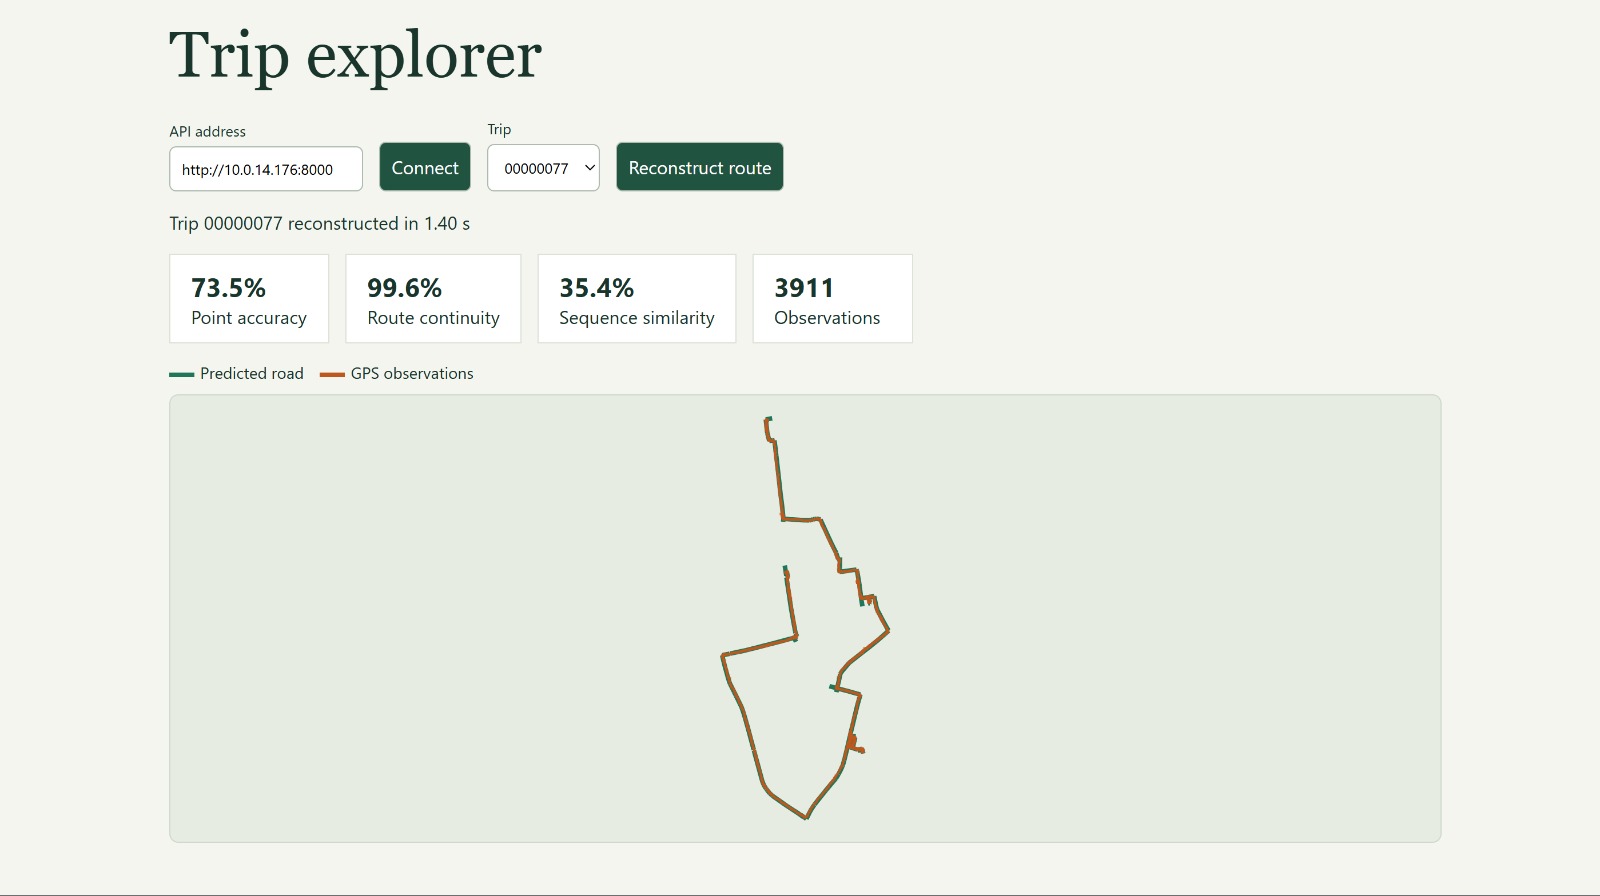 Trip explorer
API address
Trip
http://10.0.14.176:8000
Connect
00000077
Reconstruct route
Trip 00000077 reconstructed in 1.40 s
73.5%
Point accuracy
99.6%
Route continuity
35.4%
Sequence similarity
3911
Observations
Predicted road
GPS observations